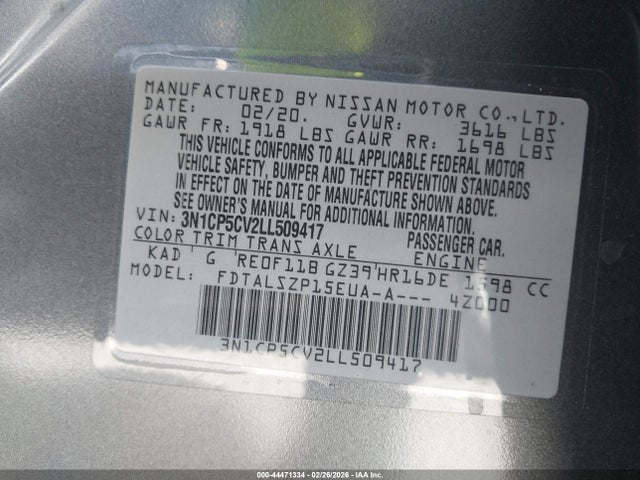 MANUFACTURED BY NISSAN MOTOR CO., LTD.
DATE: 02/20. GVWR: 3616 LBS
GAWR FR: 1918 LBS GAWR RR: 1698 LBS
THIS VEHICLE CONFORMS TO ALL APPLICABLE FEDERAL MOTOR
VEHICLE SAFETY, BUMPER AND THEFT PREVENTION STANDARDS
IN EFFECT ON THE DATE OF MANUFACTURE SHOWN ABOVE.
SEE OWNER'S MANUAL FOR ADDITIONAL INFORMATION.
VIN: 3N1CP5CV2LL509417 PASSENGER CAR.
COLOR TRIM TRANS AXLE ENGINE
KAD G RE0F11B GZ39 HR16DE 1598 CC
MODEL: FDTALSZP15EUA-A--- 4Z000
3N1CP5CV2LL509417
000-44471334 | 02/26/2026 | IAA Inc.